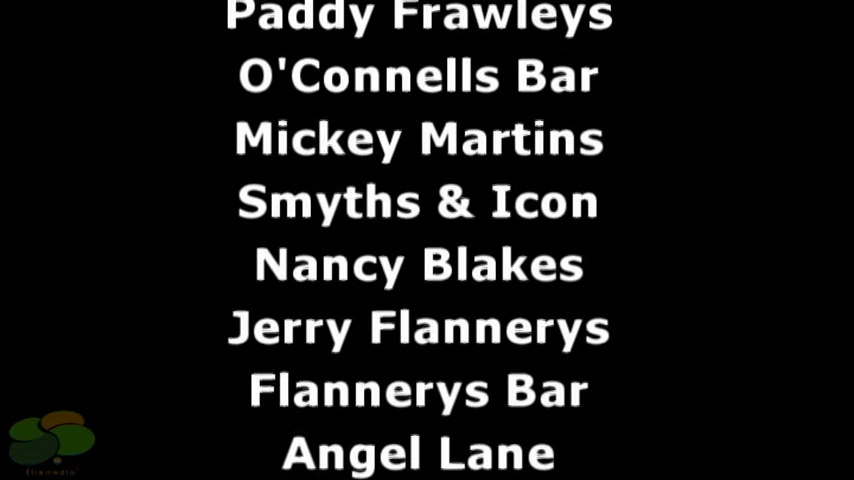 Paddy Frawleys
O'Connells Bar
Mickey Martins
Smyths & Icon
Nancy Blakes
Jerry Flannerys
Flannerys Bar
Angel Lane